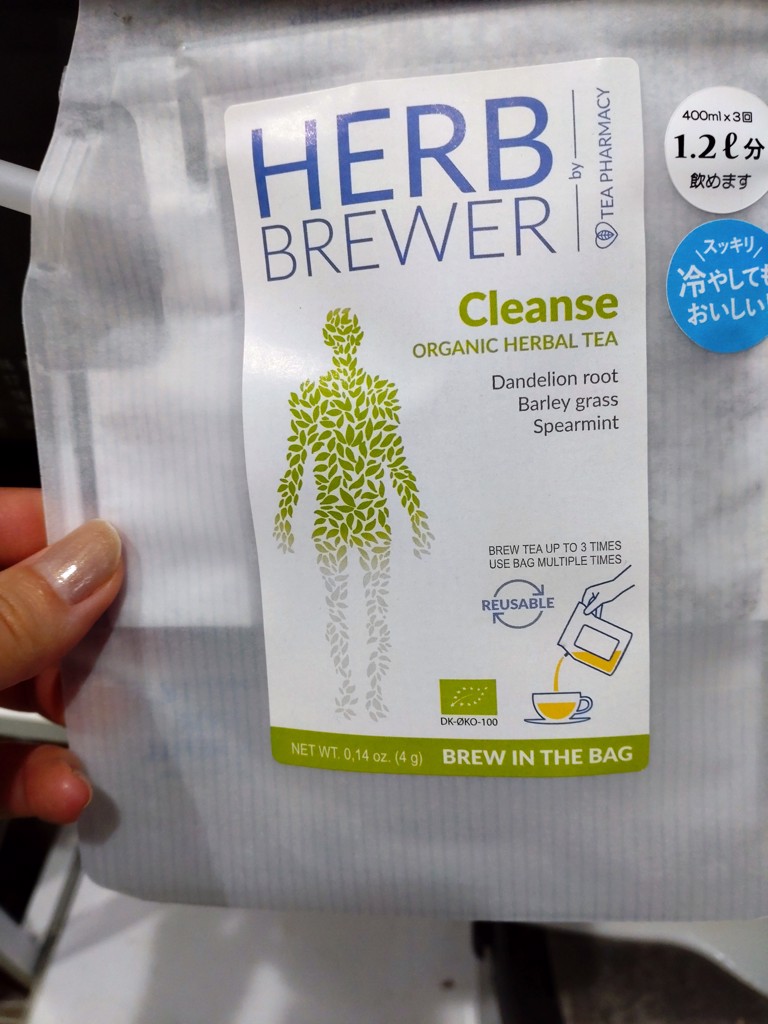 HERB
BREWER
by TEA PHARMACY
400ml x 3回
1.2ℓ分
飲めます
スッキリ
冷やしても
おいしい!
Cleanse
ORGANIC HERBAL TEA
Dandelion root
Barley grass
Spearmint
BREW TEA UP TO 3 TIMES
USE BAG MULTIPLE TIMES
REUSABLE
DK-ØKO-100
NET WT. 0,14 oz. (4 g) BREW IN THE BAG